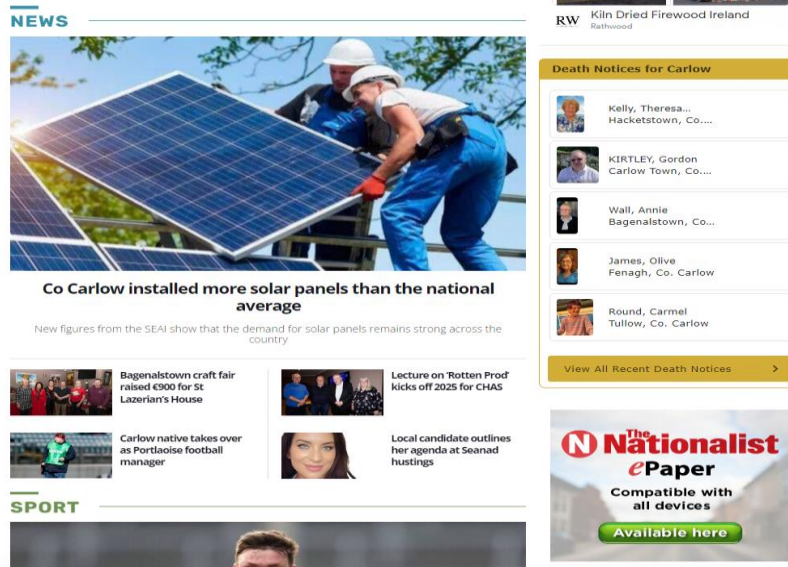 NEWS
Co Carlow installed more solar panels than the national
average
New figures from the SEAI show that the demand for solar panels remains strong across the
country
Bagenalstown craft fair
raised €900 for St
Lazerian's House
Lecture on 'Rotten Prod'
kicks off 2025 for CHAS
Carlow native takes over
as Portlaoise football
manager
Local candidate outlines
her agenda at Seanad
hustings
SPORT
RW
Kiln Dried Firewood Ireland
Rathwood
Death Notices for Carlow
Kelly, Theresa...
Hacketstown, Co....
KIRTLEY, Gordon
Carlow Town, Co....
Wall, Annie
Bagenalstown, Co...
James, Olive
Fenagh, Co. Carlow
Round, Carmel
Tullow, Co. Carlow
View All Recent Death Notices
N The Nationalist
ePaper
Compatible with
all devices
Available here